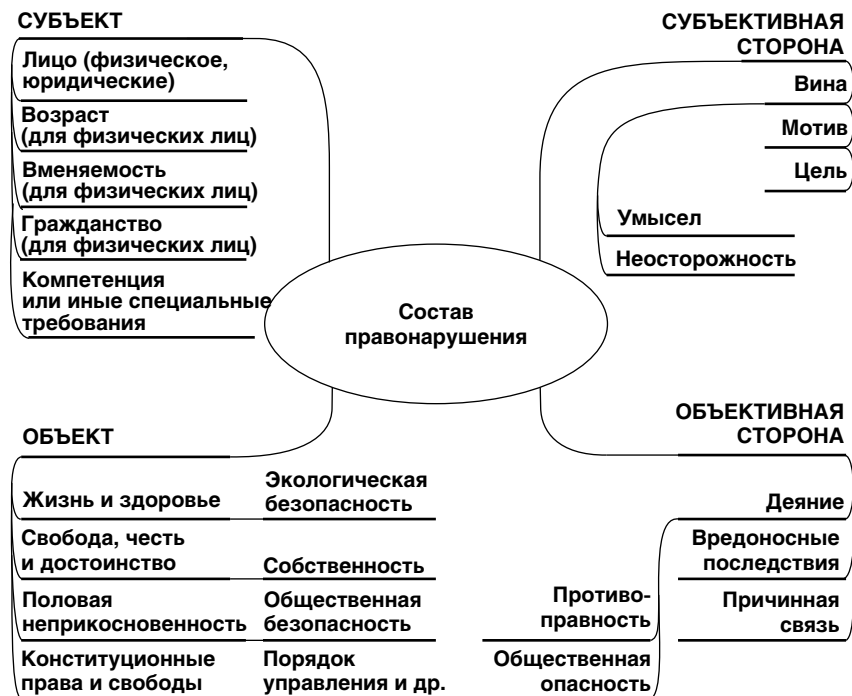 СУБЪЕКТ
Лицо (физическое,
юридические)
Возраст
(для физических лиц)
Вменяемость
(для физических лиц)
Гражданство
(для физических лиц)
Компетенция
или иные специальные
требования
СУБЪЕКТИВНАЯ
СТОРОНА
Вина
Мотив
Цель
Умысел
Неосторожность
Состав
правонарушения
ОБЪЕКТ
Жизнь и здоровье
Экологическая
безопасность
Свобода, честь
и достоинство
Собственность
Половая
неприкосновенность
Общественная
безопасность
Конституционные
права и свободы
Порядок
управления и др.
ОБЪЕКТИВНАЯ
СТОРОНА
Деяние
Вредоносные
последствия
Причинная
связь
Противо-
правность
Общественная
опасность